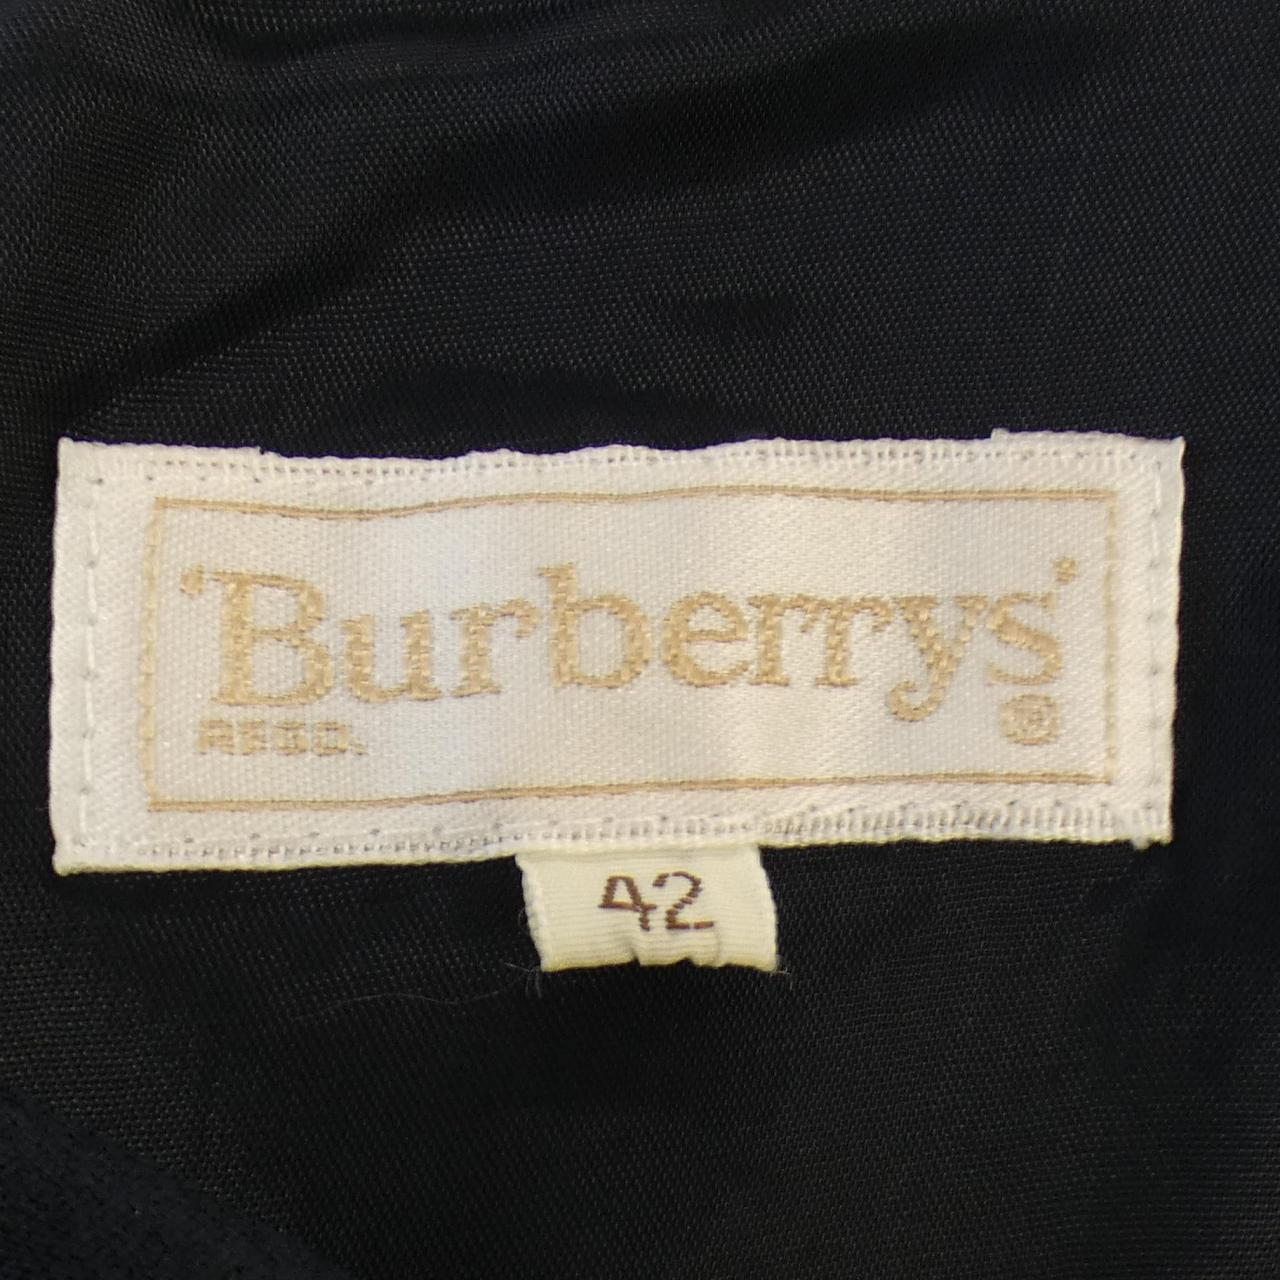 'Burberrys'
REGD. ®
42